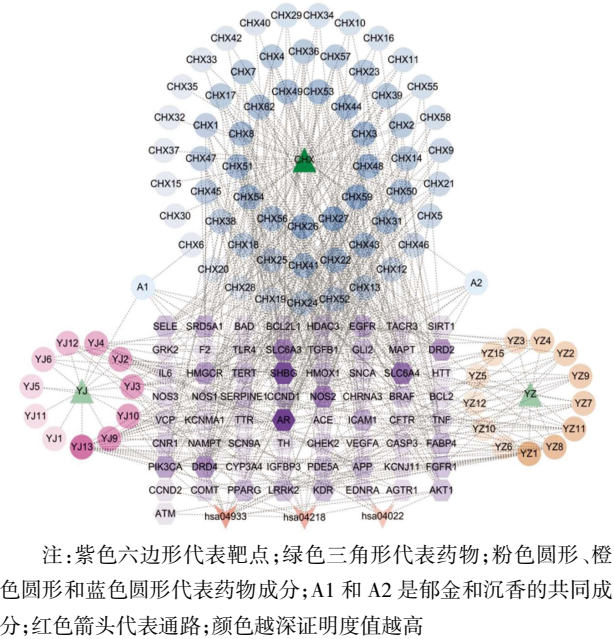 CHX29 CHX34
CHX40 CHX10
CHX42 CHX36 CHX16
CHX4 CHX57
CHX33 CHX7 CHX23 CHX11
CHX35 CHX17 CHX49 CHX53 CHX39 CHX55
CHX62 CHX44
CHX32 CHX1 CHX8 CHX3 CHX2 CHX58
CHX37 CHX47 CHX51 CHX CHX48 CHX14 CHX9
CHX15 CHX45 CHX54 CHX59 CHX50 CHX21
CHX30 CHX38 CHX56 CHX26 CHX27 CHX31 CHX5
CHX6 CHX18 CHX43 CHX46
CHX20 CHX25 CHX41 CHX22 CHX12
A1 CHX28 CHX19 CHX24 CHX52 CHX13 A2
SELE SRD5A1 BAD BCL2L1 HDAC3 EGFR TACR3 SIRT1
YJ12 YJ4 GRK2 F2 TLR4 SLC6A3 TGFB1 GLI2 MAPT DRD2 YZ3 YZ4
YJ6 YJ2 YZ15 YZ2
IL6 HMGCR TERT SHBG HMOX1 SNCA SLC6A4 HTT
YJ5 YJ YJ3 NOS3 NOS1 SERPINE1 CCND1 NOS2 CHRNA3 BRAF BCL2 YZ5 YZ YZ9
YJ11 YJ10 VCP KCNMA1 TTR AR ACE ICAM1 CFTR TNF YZ12 YZ7
YJ1 YJ13 YJ9 CNR1 NAMPT SCN9A TH CHEK2 VEGFA CASP3 FABP4 YZ10 YZ6 YZ1 YZ8 YZ11
PIK3CA DRD4 CYP3A4 IGFBP3 PDE5A APP KCNJ11 FGFR1
CCND2 COMT PPARG LRRK2 KDR EDNRA AGTR1 AKT1
ATM hsa04933 hsa04218 hsa04022
注:紫色六边形代表靶点;绿色三角形代表药物;粉色圆形、橙
色圆形和蓝色圆形代表药物成分;A1 和 A2 是郁金和沉香的共同成
分;红色箭头代表通路;颜色越深证明度值越高